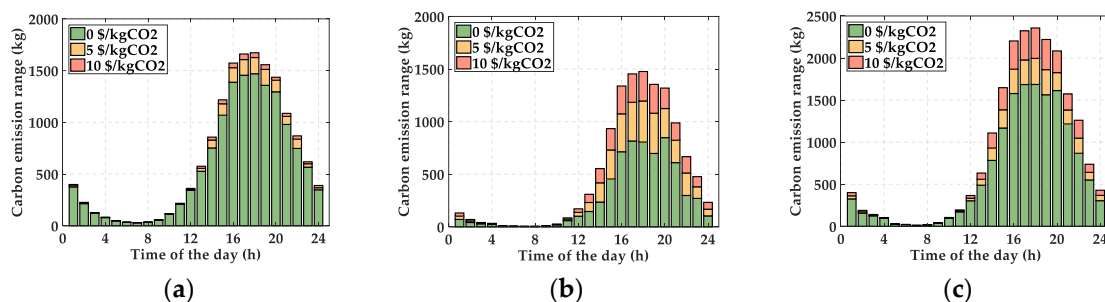 2000
1500
1000
500
0
Carbon emission range (kg)
0 $/kgCO2
5 $/kgCO2
10 $/kgCO2
0 4 8 12 16 20 24
Time of the day (h)
(a)
2000
1500
1000
500
0
Carbon emission range (kg)
0 $/kgCO2
5 $/kgCO2
10 $/kgCO2
0 4 8 12 16 20 24
Time of the day (h)
(b)
2500
2000
1500
1000
500
0
Carbon emission range (kg)
0 $/kgCO2
5 $/kgCO2
10 $/kgCO2
0 4 8 12 16 20 24
Time of the day (h)
(c)